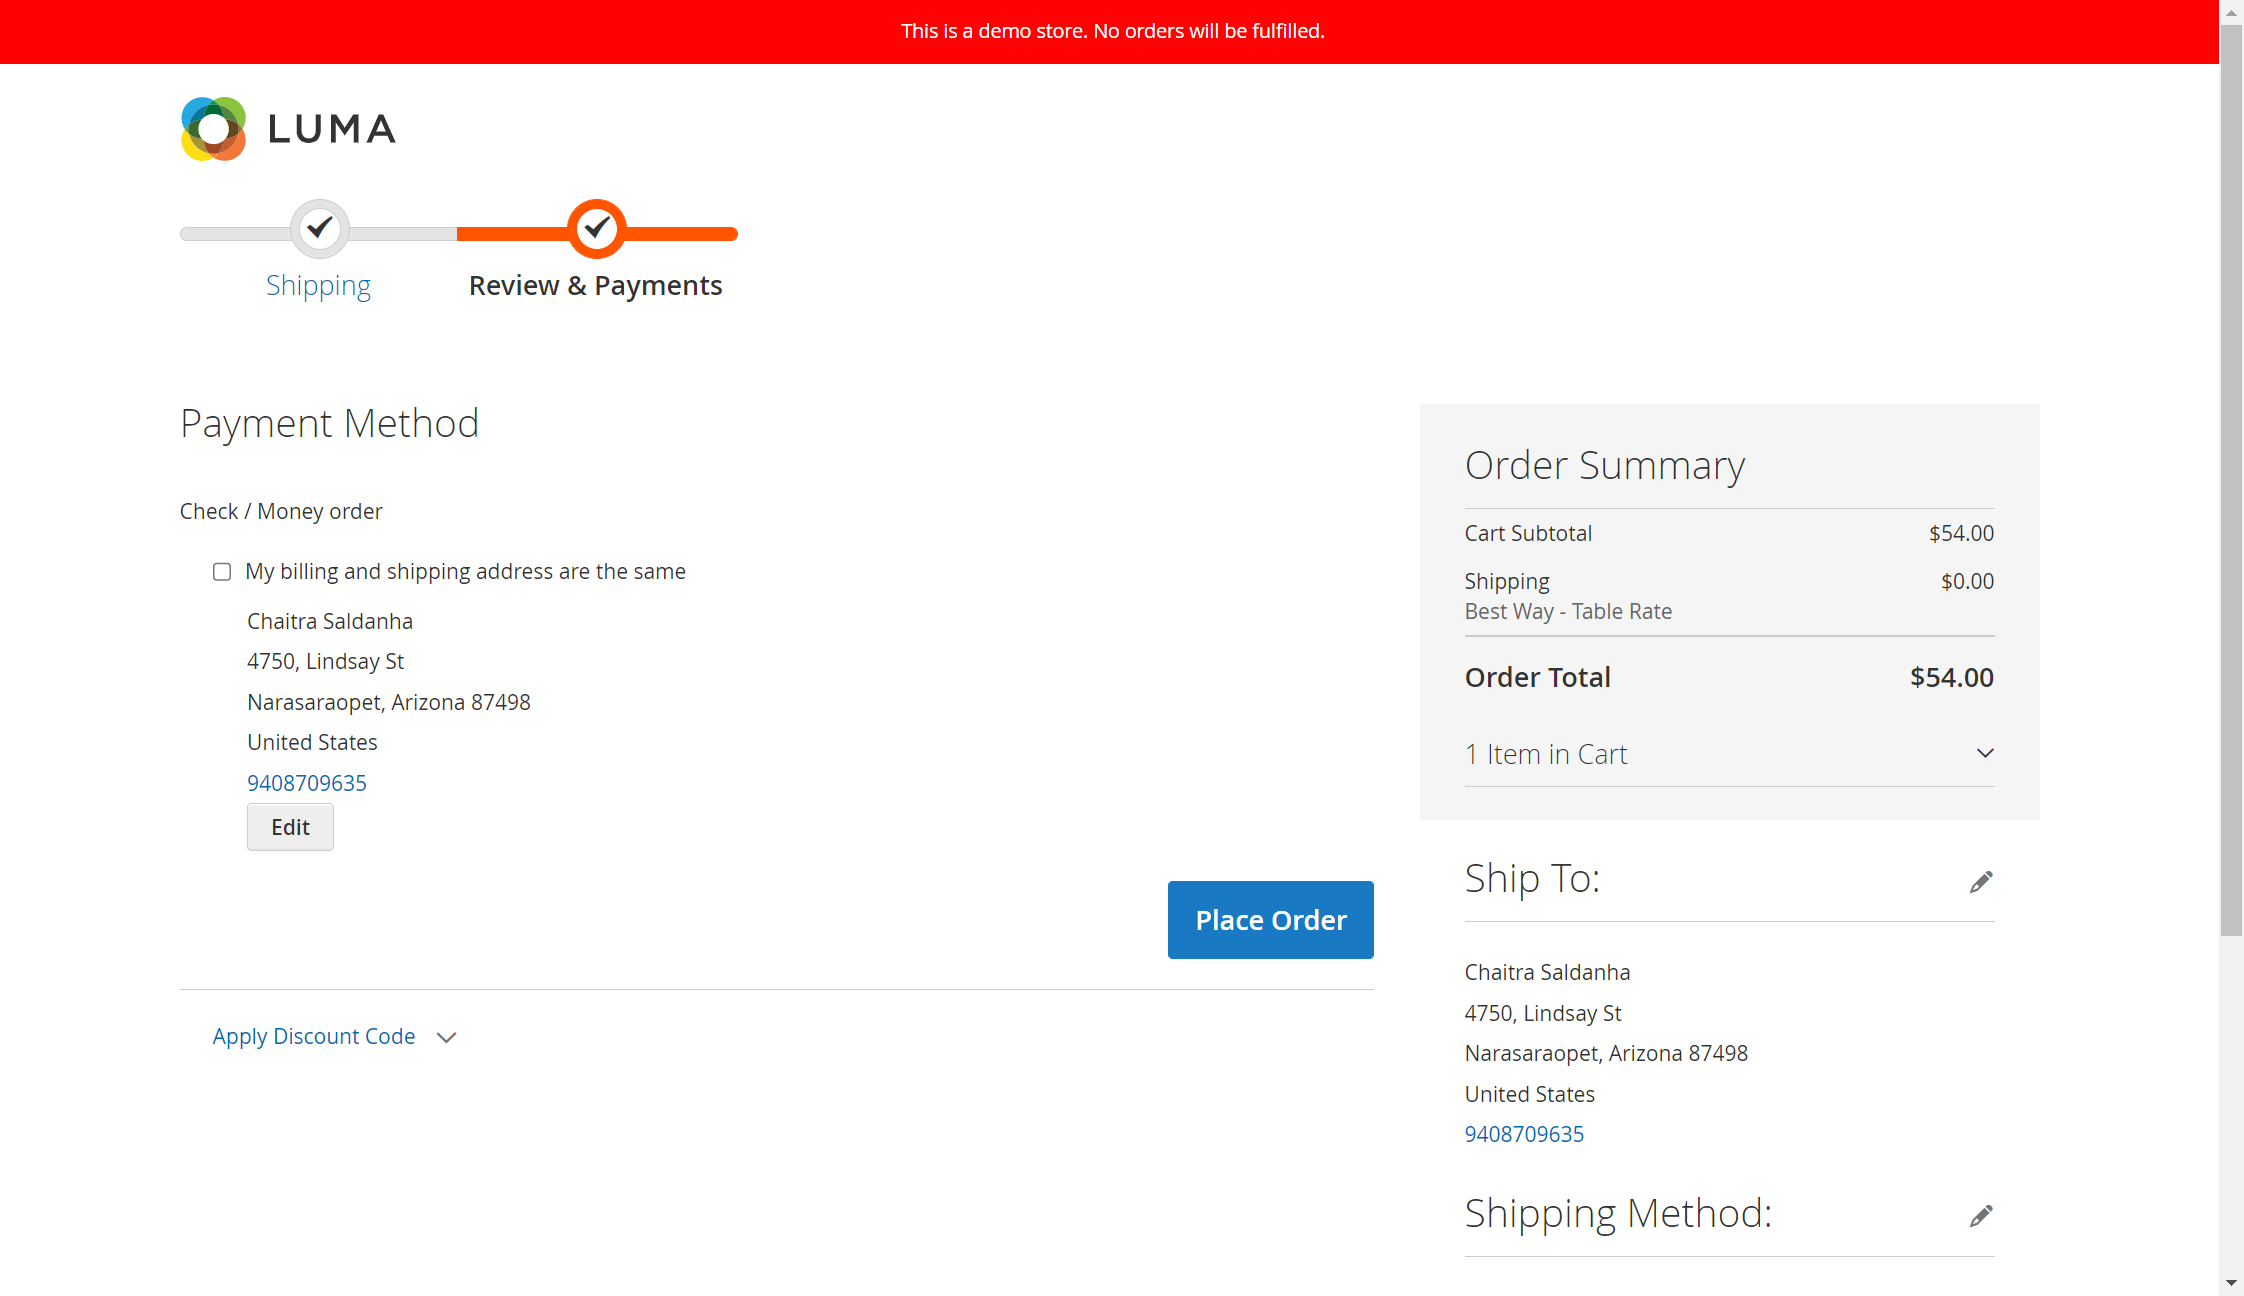 This is a demo store. No orders will be fulfilled.
LUMA
Shipping
Review & Payments
Payment Method
Check / Money order
My billing and shipping address are the same
Chaitra Saldanha
4750, Lindsay St
Narasaraopet, Arizona 87498
United States
9408709635
Edit
Place Order
Apply Discount Code
Order Summary
Cart Subtotal $54.00
Shipping $0.00
Best Way - Table Rate
Order Total $54.00
1 Item in Cart
Ship To:
Chaitra Saldanha
4750, Lindsay St
Narasaraopet, Arizona 87498
United States
9408709635
Shipping Method: